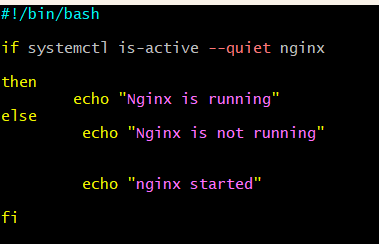 #!/bin/bash
if systemctl is-active --quiet nginx
then
echo "Nginx is running"
else
echo "Nginx is not running"
echo "nginx started"
fi